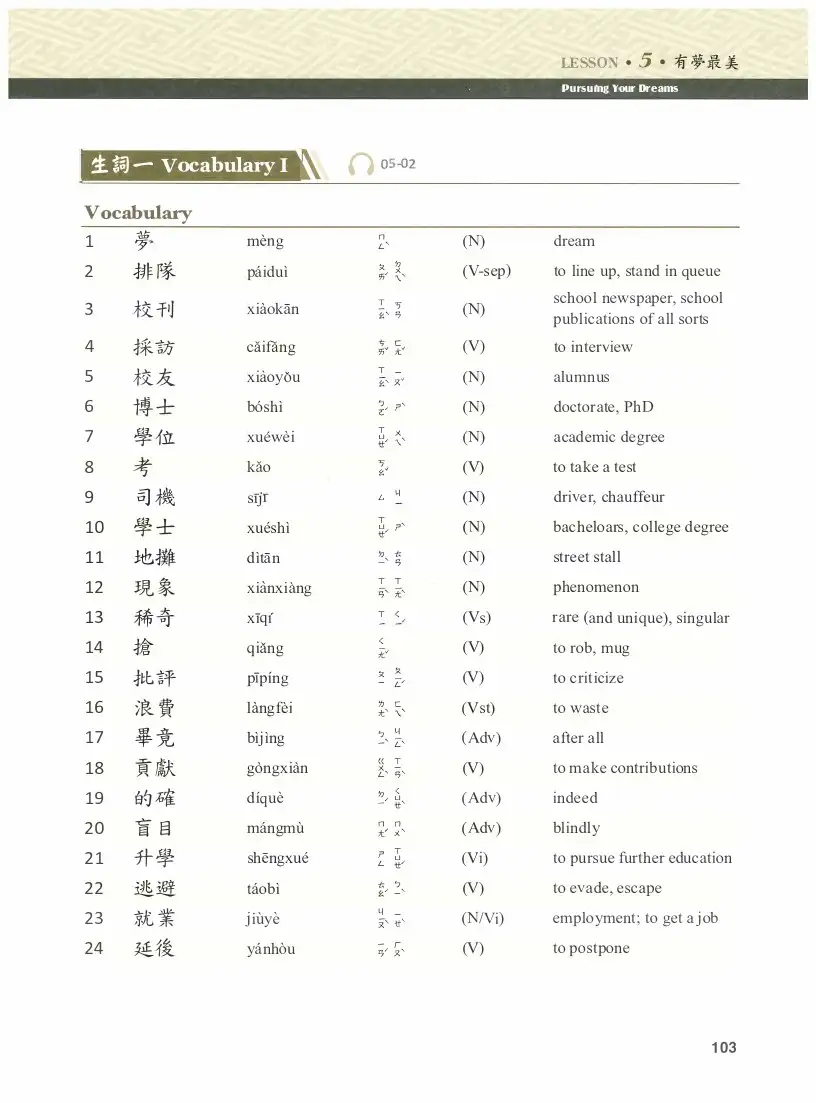 LESSON • 5 • 有夢最美
Pursuing Your Dreams
生詞一 Vocabulary I 05-02
Vocabulary
1 夢 mèng ㄇㄥˋ (N) dream
2 排隊 páiduì ㄆㄞˊ ㄉㄨㄟˋ (V-sep) to line up, stand in queue
3 校刊 xiàokān ㄒㄧㄠˋ ㄎㄢ (N) school newspaper, school
publications of all sorts
4 採訪 cǎifǎng ㄘㄞˇ ㄈㄤˇ (V) to interview
5 校友 xiàoyǒu ㄒㄧㄠˋ ㄧㄡˇ (N) alumnus
6 博士 bóshì ㄅㄛˊ ㄕˋ (N) doctorate, PhD
7 學位 xuéwèi ㄒㄩㄝˊ ㄨㄟˋ (N) academic degree
8 考 kǎo ㄎㄠˇ (V) to take a test
9 司機 sījī ㄙ ㄐㄧ (N) driver, chauffeur
10 學士 xuéshì ㄒㄩㄝˊ ㄕˋ (N) bacheloars, college degree
11 地攤 dìtān ㄉㄧˋ ㄊㄢ (N) street stall
12 現象 xiànxiàng ㄒㄧㄢˋ ㄒㄧㄤˋ (N) phenomenon
13 稀奇 xīqí ㄒㄧ ㄑㄧˊ (Vs) rare (and unique), singular
14 搶 qiǎng ㄑㄧㄤˇ (V) to rob, mug
15 批評 pīpíng ㄆㄧ ㄆㄧㄥˊ (V) to criticize
16 浪費 làngfèi ㄌㄤˋ ㄈㄟˋ (Vst) to waste
17 畢竟 bìjìng ㄅㄧˋ ㄐㄧㄥˋ (Adv) after all
18 貢獻 gòngxiàn ㄍㄨㄥˋ ㄒㄧㄢˋ (V) to make contributions
19 的確 díquè ㄉㄧˊ ㄑㄩㄝˋ (Adv) indeed
20 盲目 mángmù ㄇㄤˊ ㄇㄨˋ (Adv) blindly
21 升學 shēngxué ㄕㄥ ㄒㄩㄝˊ (Vi) to pursue further education
22 逃避 táobì ㄊㄠˊ ㄅㄧˋ (V) to evade, escape
23 就業 jiùyè ㄐㄧㄡˋ ㄧㄝˋ (N/Vi) employment; to get a job
24 延後 yánhòu ㄧㄢˊ ㄏㄡˋ (V) to postpone
103